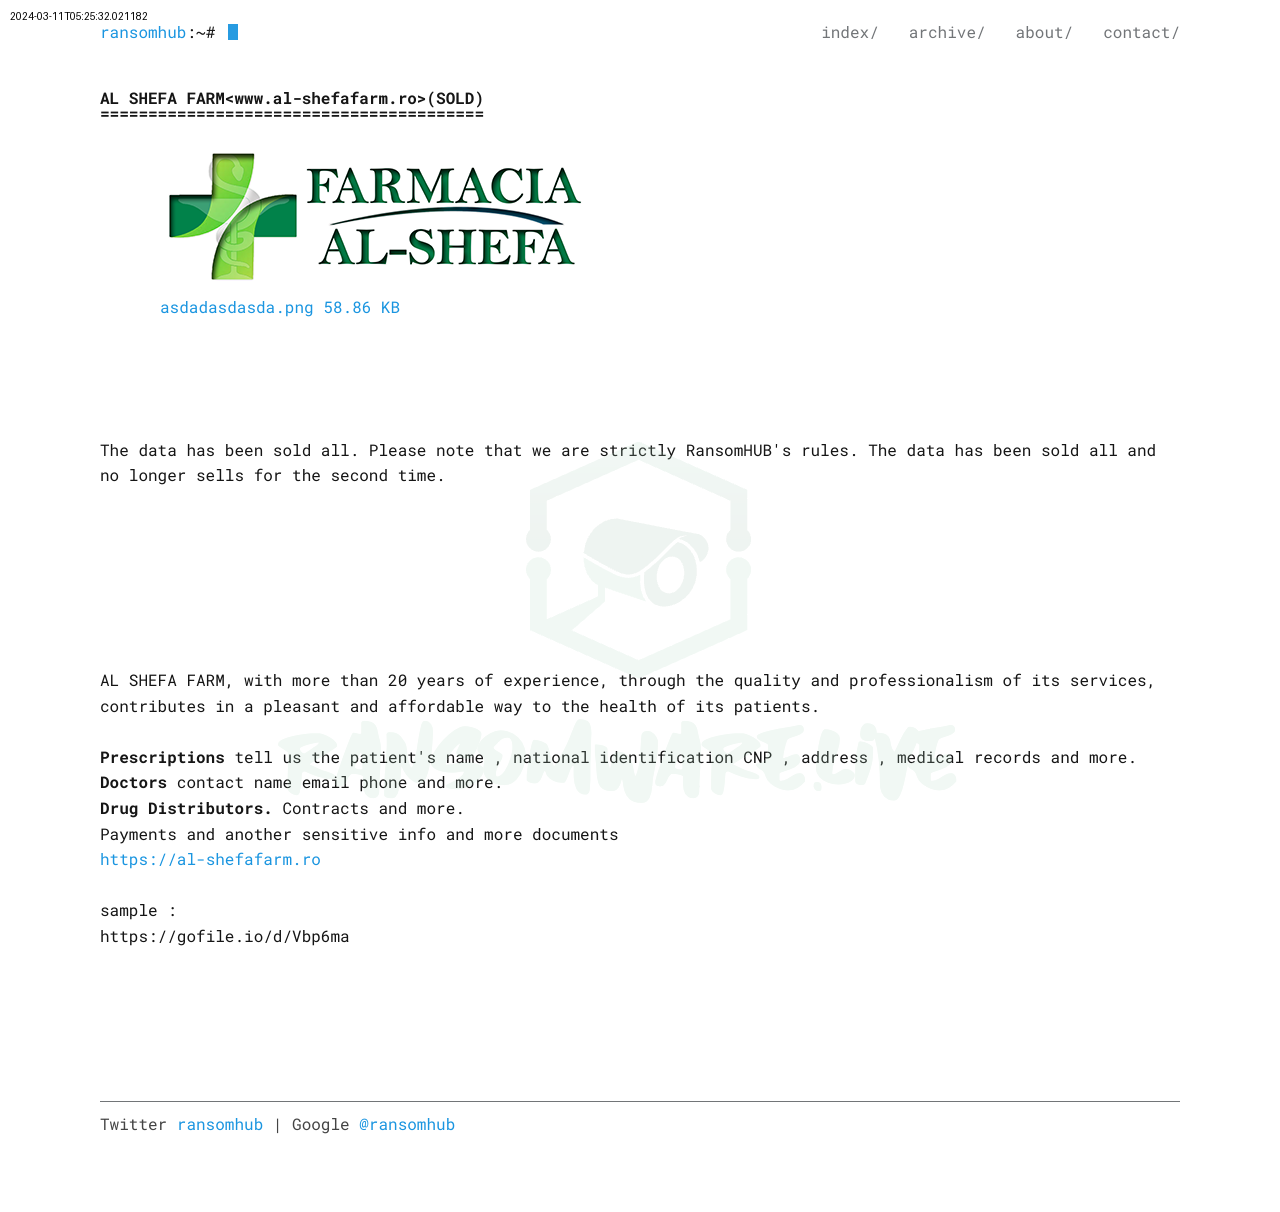 2024-03-11T05:25:32.021182
ransomhub:~#
index/ archive/ about/ contact/
AL SHEFA FARM<www.al-shefafarm.ro>(SOLD)
========================================
FARMACIA
AL-SHEFA
asdadasdasda.png 58.86 KB
The data has been sold all. Please note that we are strictly RansomHUB's rules. The data has been sold all and
no longer sells for the second time.
AL SHEFA FARM, with more than 20 years of experience, through the quality and professionalism of its services,
contributes in a pleasant and affordable way to the health of its patients.
RANSOMWARE.LIVE
Prescriptions tell us the patient's name , national identification CNP , address , medical records and more.
Doctors contact name email phone and more.
Drug Distributors. Contracts and more.
Payments and another sensitive info and more documents
https://al-shefafarm.ro
sample :
https://gofile.io/d/Vbp6ma
Twitter ransomhub | Google @ransomhub